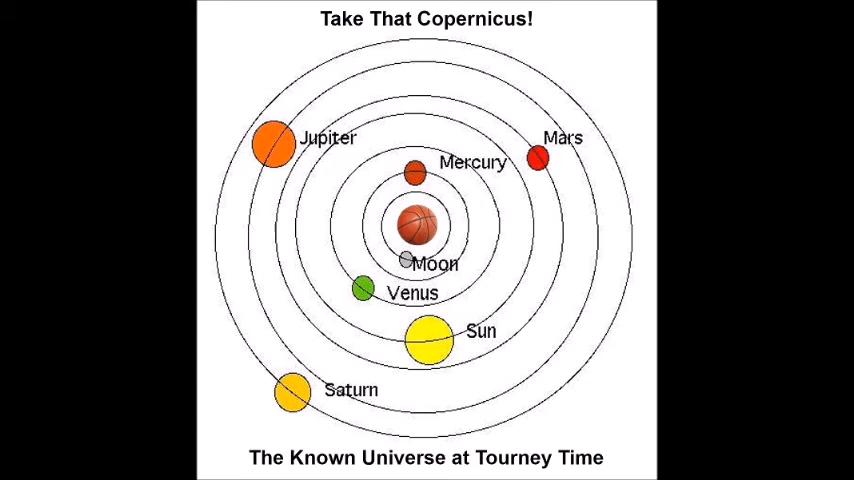 Take That Copernicus!
Jupiter
Mars
Mercury
Moon
Venus
Sun
Saturn
The Known Universe at Tourney Time